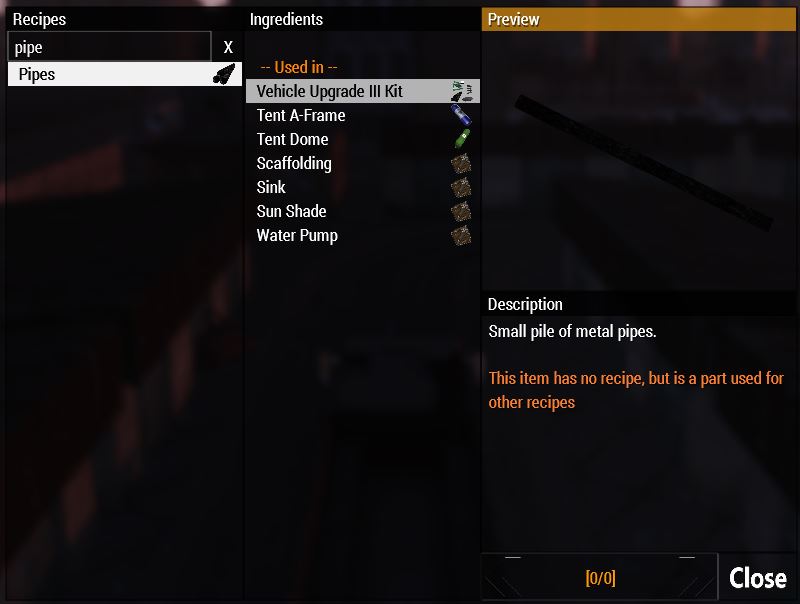 Recipes
pipe X
Pipes
Ingredients
-- Used in --
Vehicle Upgrade III Kit
Tent A-Frame
Tent Dome
Scaffolding
Sink
Sun Shade
Water Pump
Preview
Description
Small pile of metal pipes.
This item has no recipe, but is a part used for
other recipes
[0/0]
Close